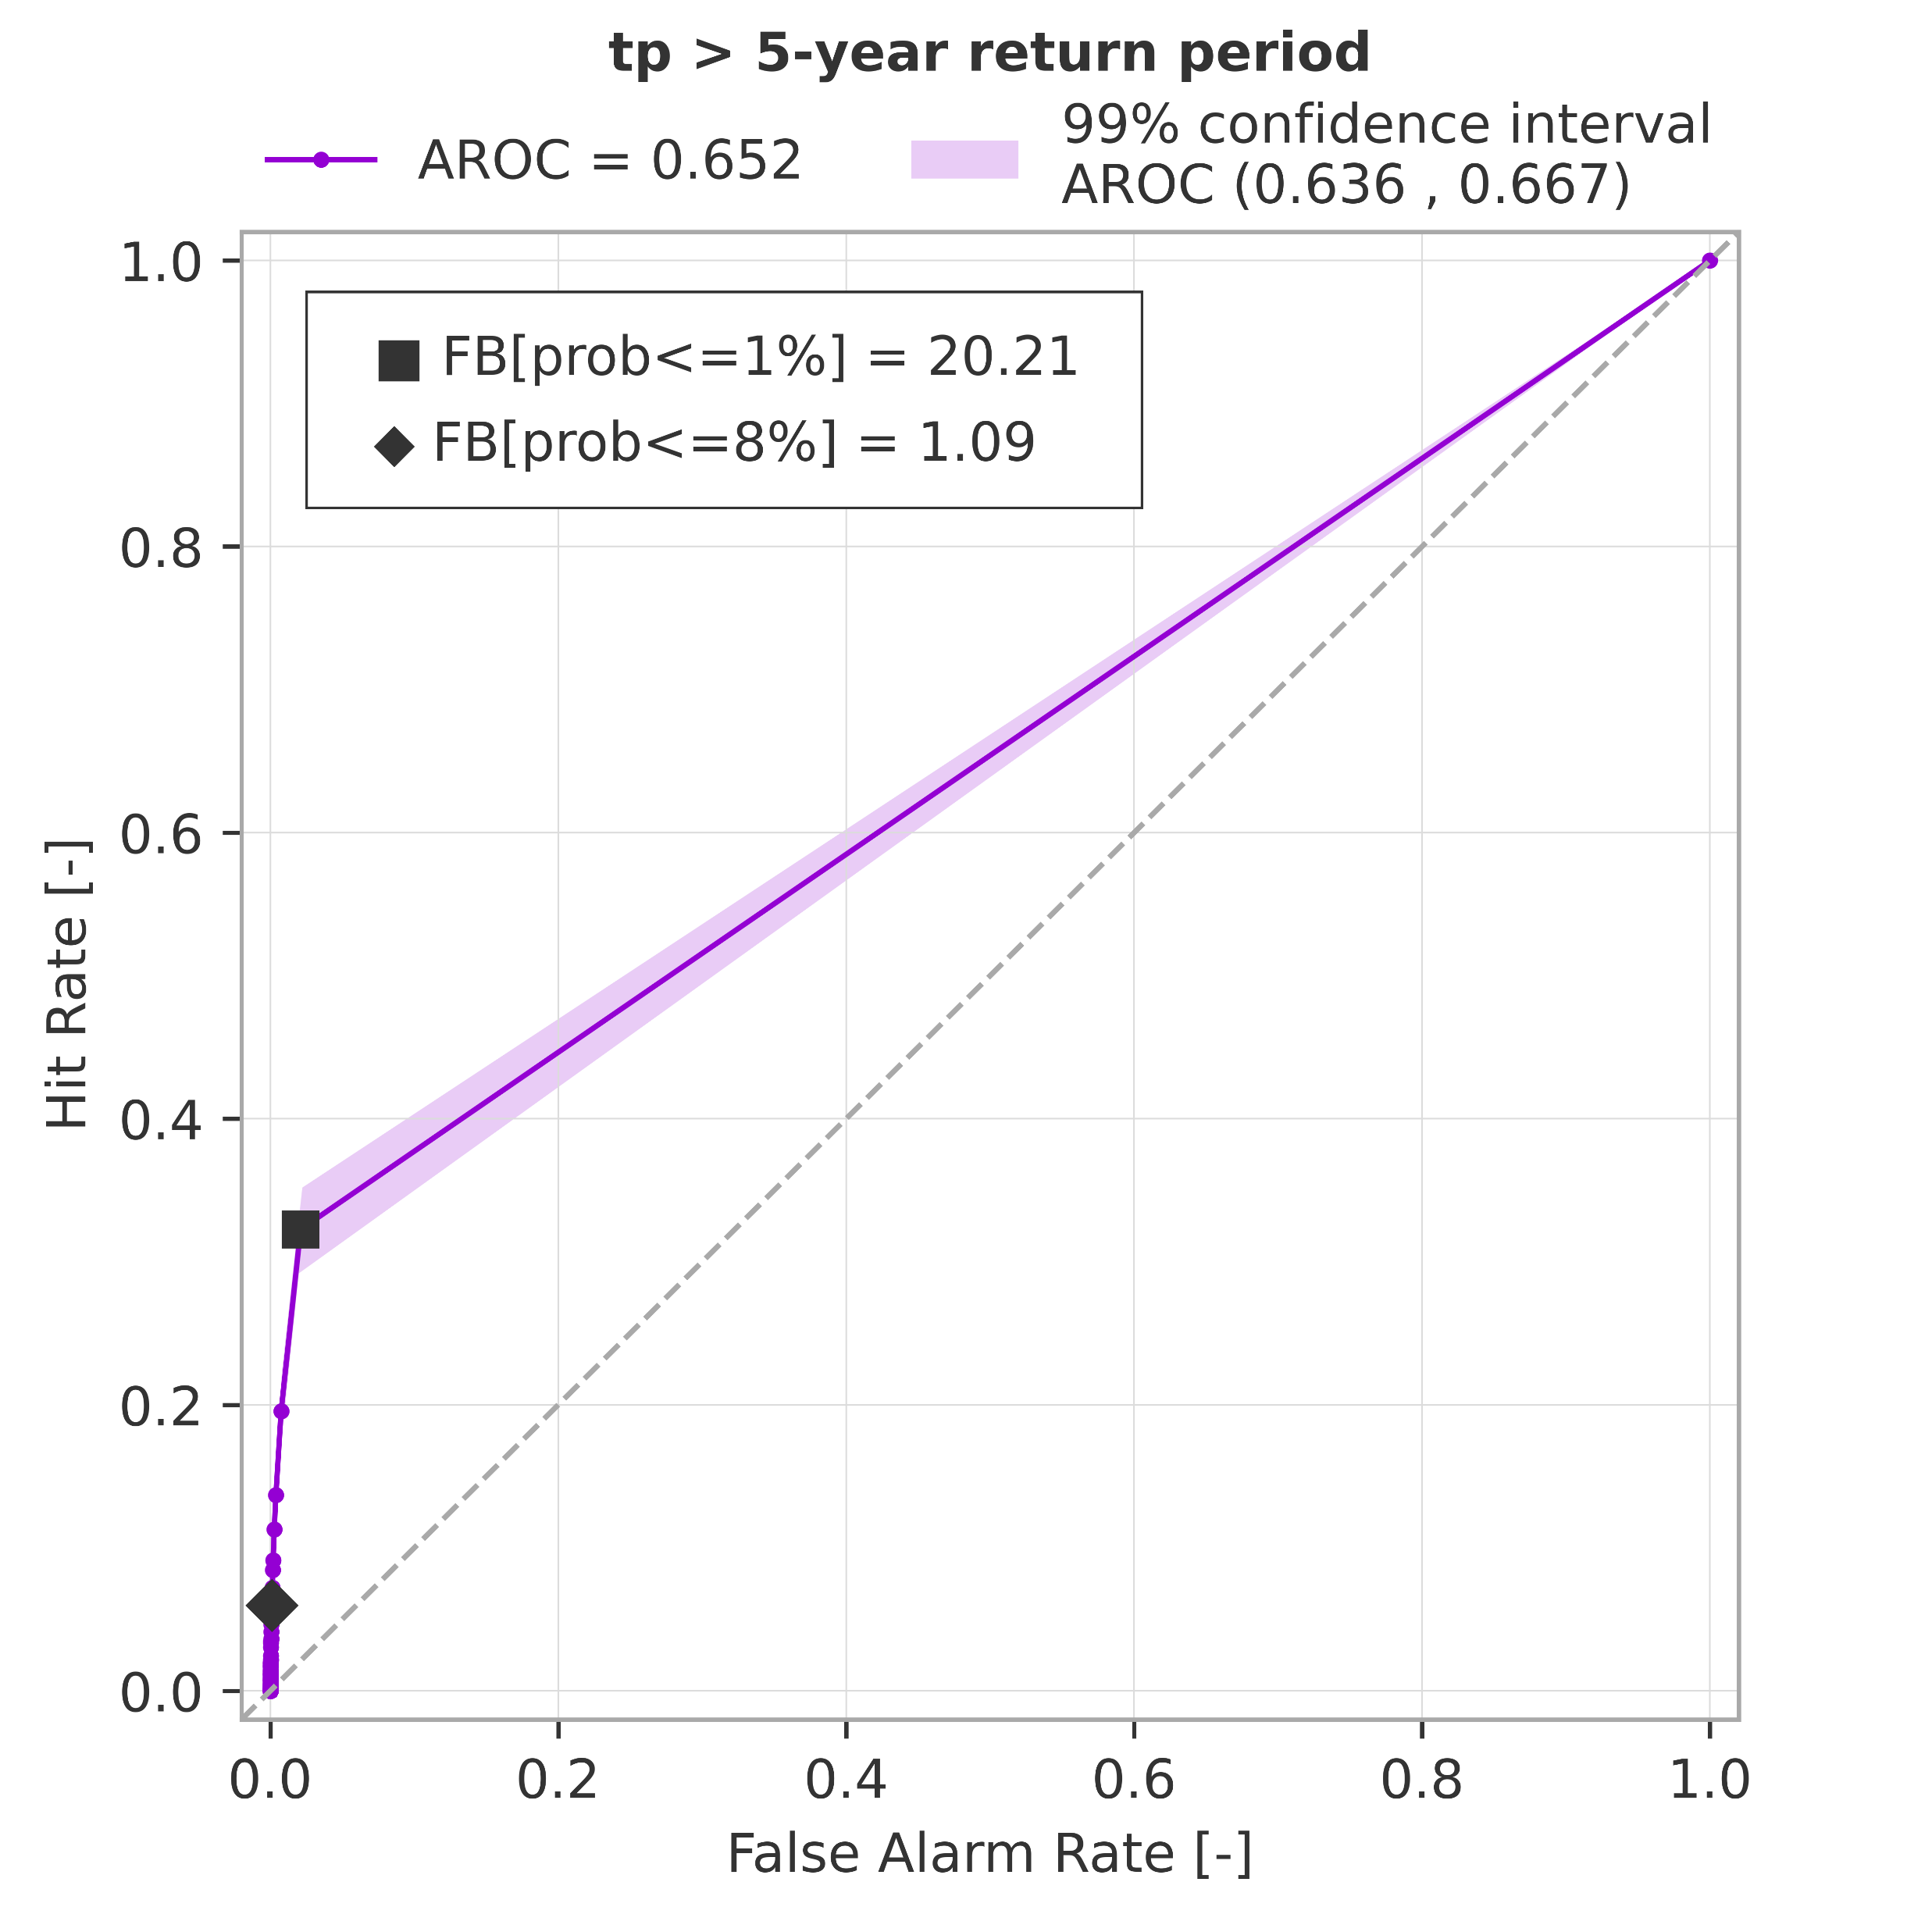 tp > 5-year return period
AROC = 0.652
99% confidence interval
AROC (0.636 , 0.667)
FB[prob<=1%] = 20.21
FB[prob<=8%] = 1.09
Hit Rate [-]
1.0
0.8
0.6
0.4
0.2
0.0
0.0 0.2 0.4 0.6 0.8 1.0
False Alarm Rate [-]